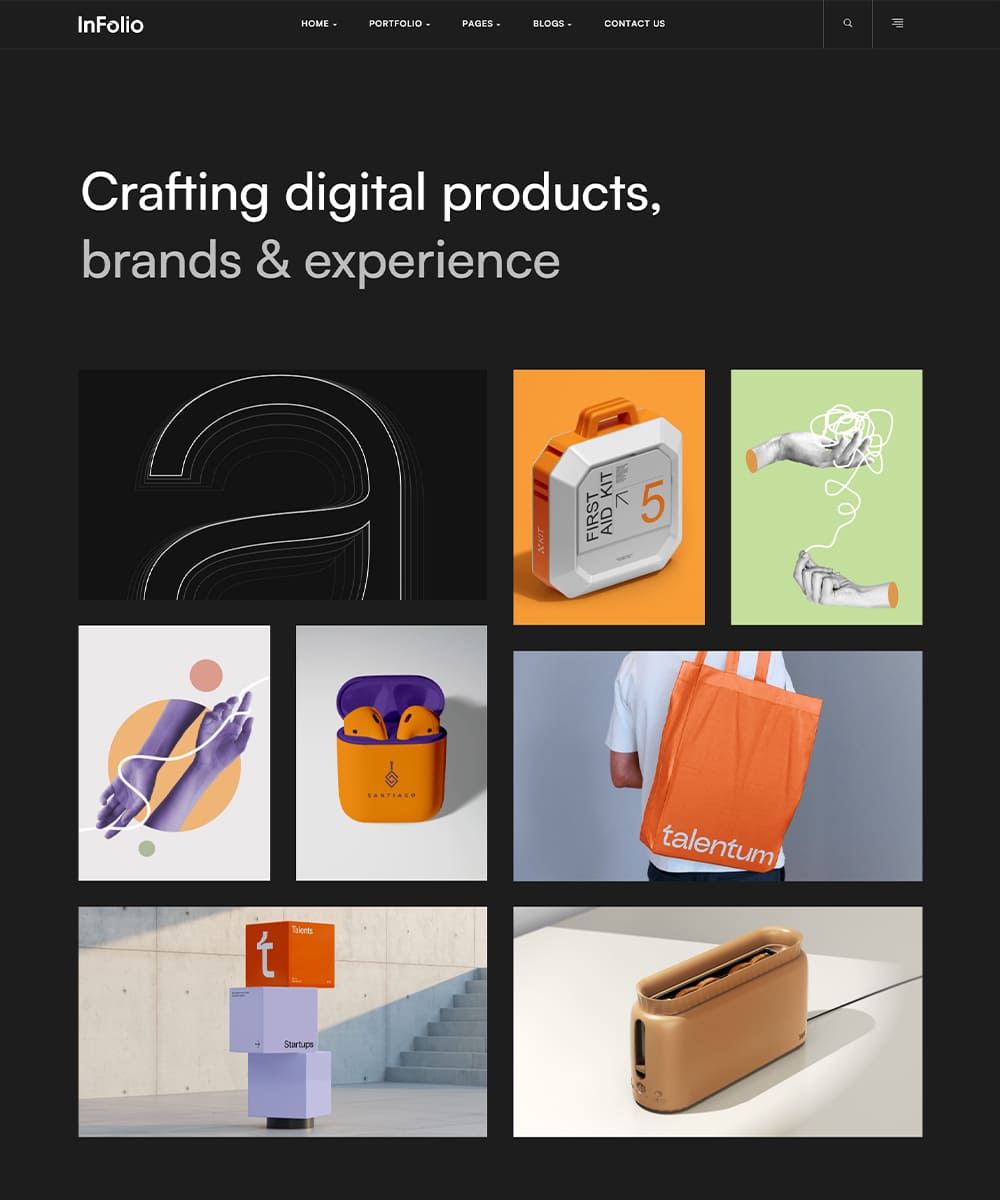 InFolio
HOME
PORTFOLIO
PAGES
BLOGS
CONTACT US
Crafting digital products,
brands & experience
FIRST
AID KIT
5
KIT
SANTIAGO
talentum
t
Talents
Startups